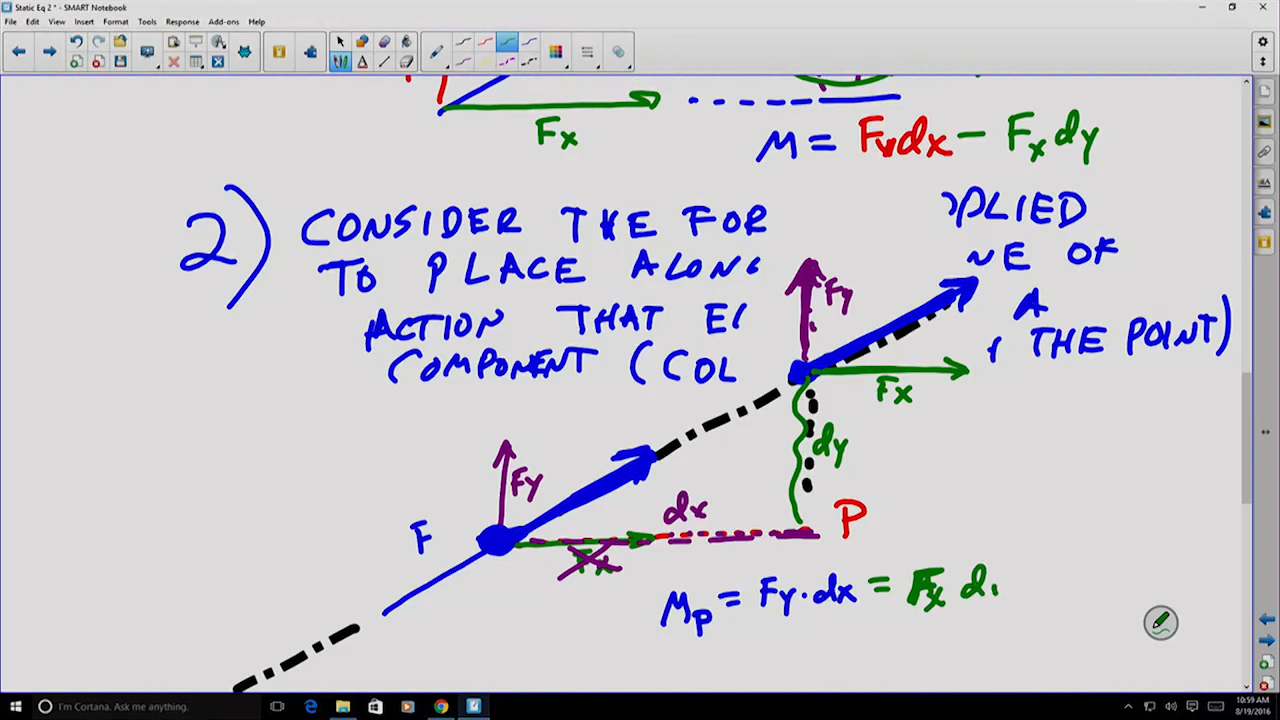 Static Eq 2 * - SMART Notebook
File Edit View Insert Format Tools Response Add-ons Help
Fx
M = Fydx - Fxdy
2) CONSIDER THE FOR PLIED
TO PLACE ALONG NE OF
ACTION THAT A
COMPONENT (COL THE POINT)
Fy
Fx
dy
Fy
dx
P
F
Fx
Mp = Fy·dx = Fx d
I'm Cortana. Ask me anything.
10:59 AM
8/19/2016